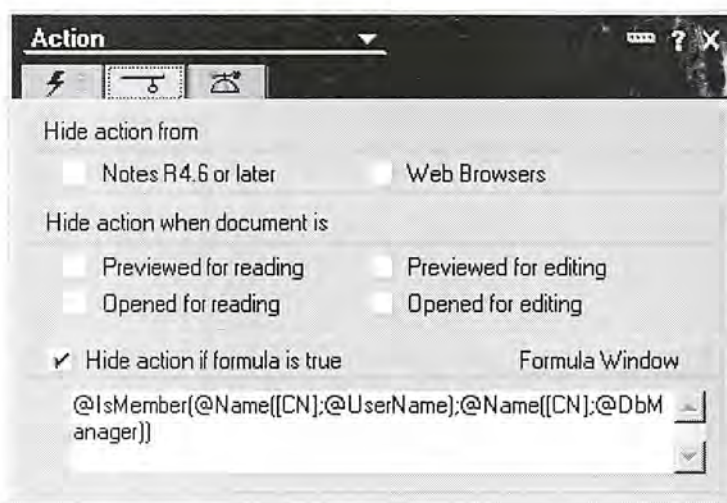 Action
?
X
Hide action from
Notes R4.6 or later Web Browsers
Hide action when document is
Previewed for reading Previewed for editing
Opened for reading Opened for editing
Hide action if formula is true Formula Window
@IsMember(@Name([CN];@UserName);@Name([CN];@DbM
anager))